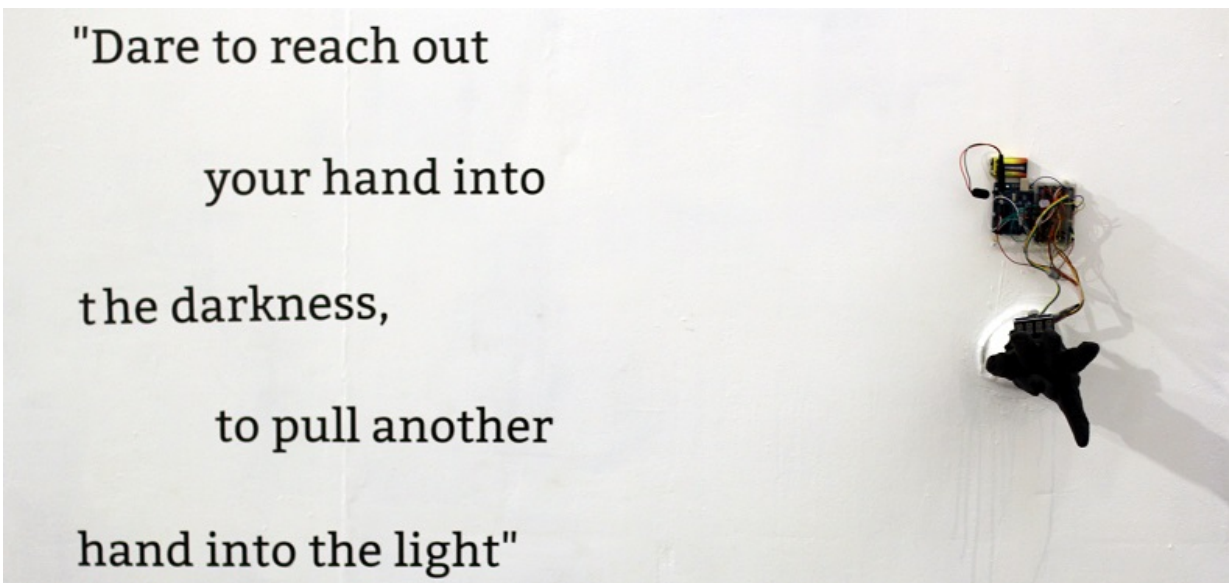 "Dare to reach out
your hand into
the darkness,
to pull another
hand into the light"